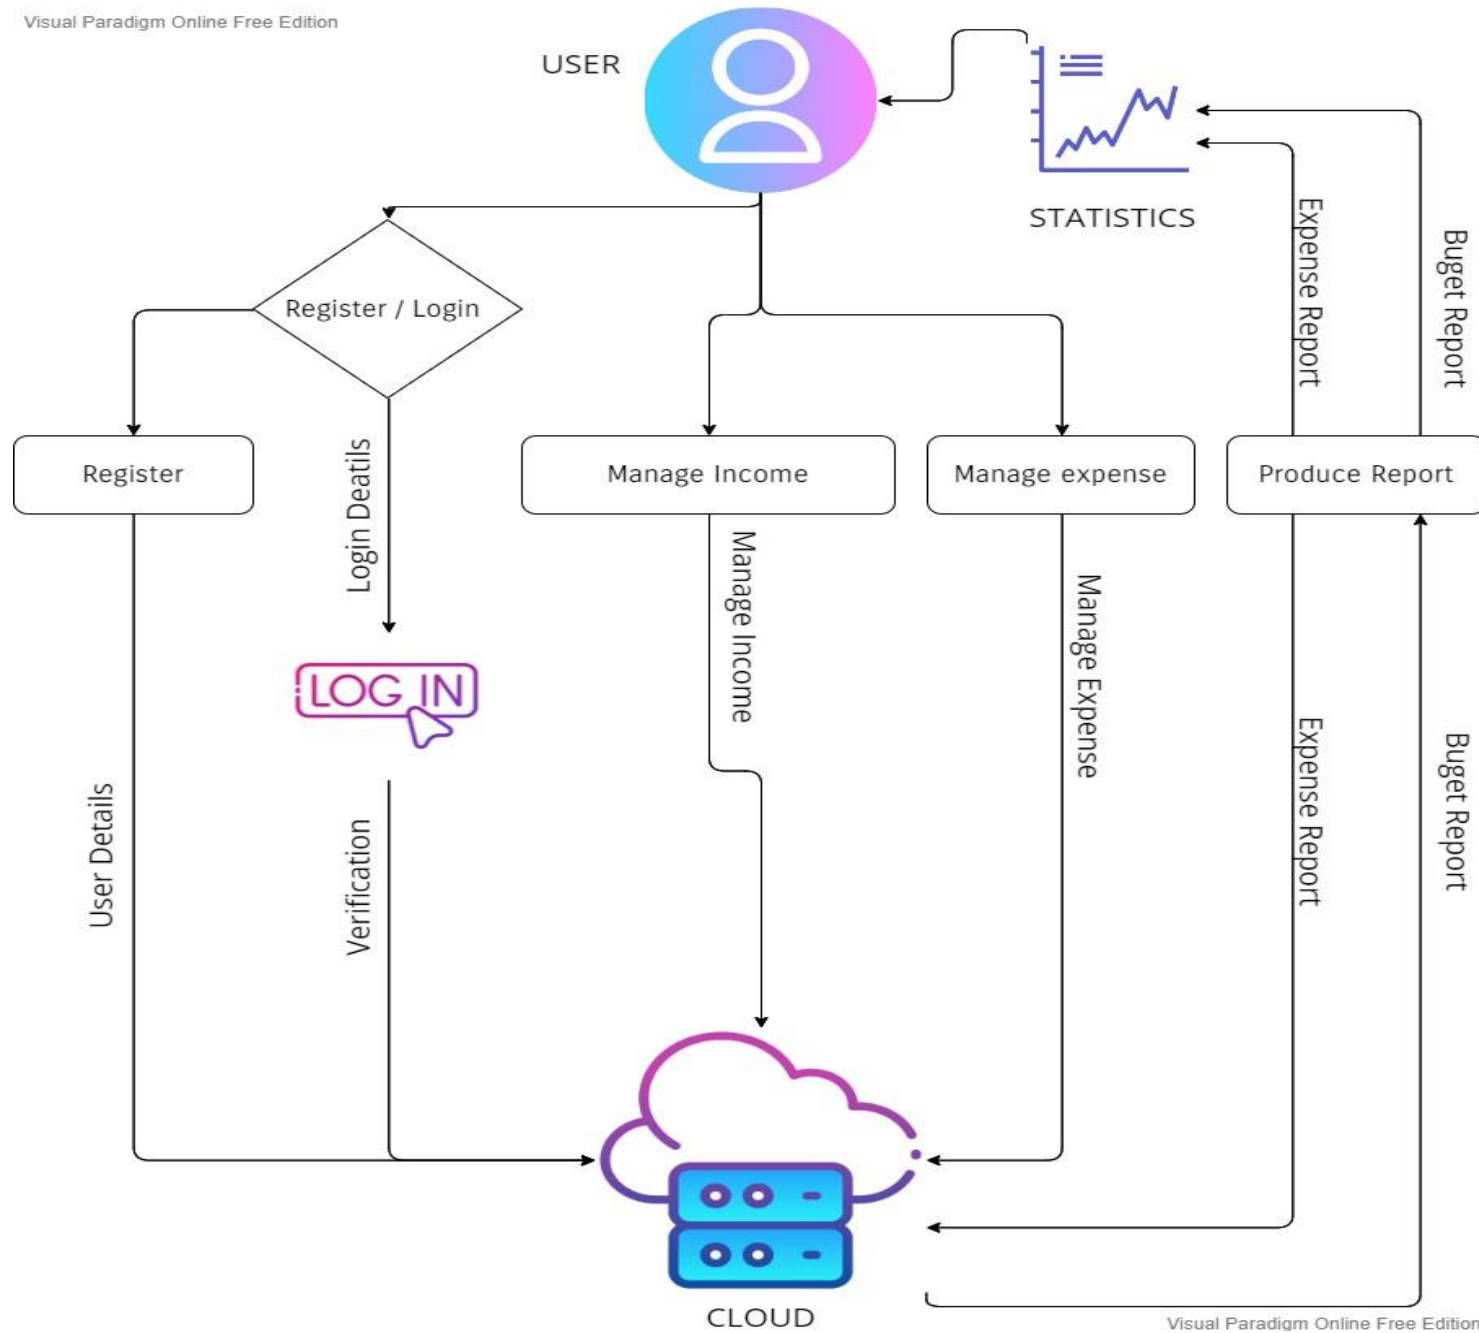 Visual Paradigm Online Free Edition
USER
STATISTICS
Register / Login
Expense Report
Buget Report
Register
Login Deatils
Manage Income
Manage expense
Produce Report
Manage Income
Manage Expense
LOG IN
User Details
Verification
Expense Report
Buget Report
CLOUD
Visual Paradigm Online Free Edition